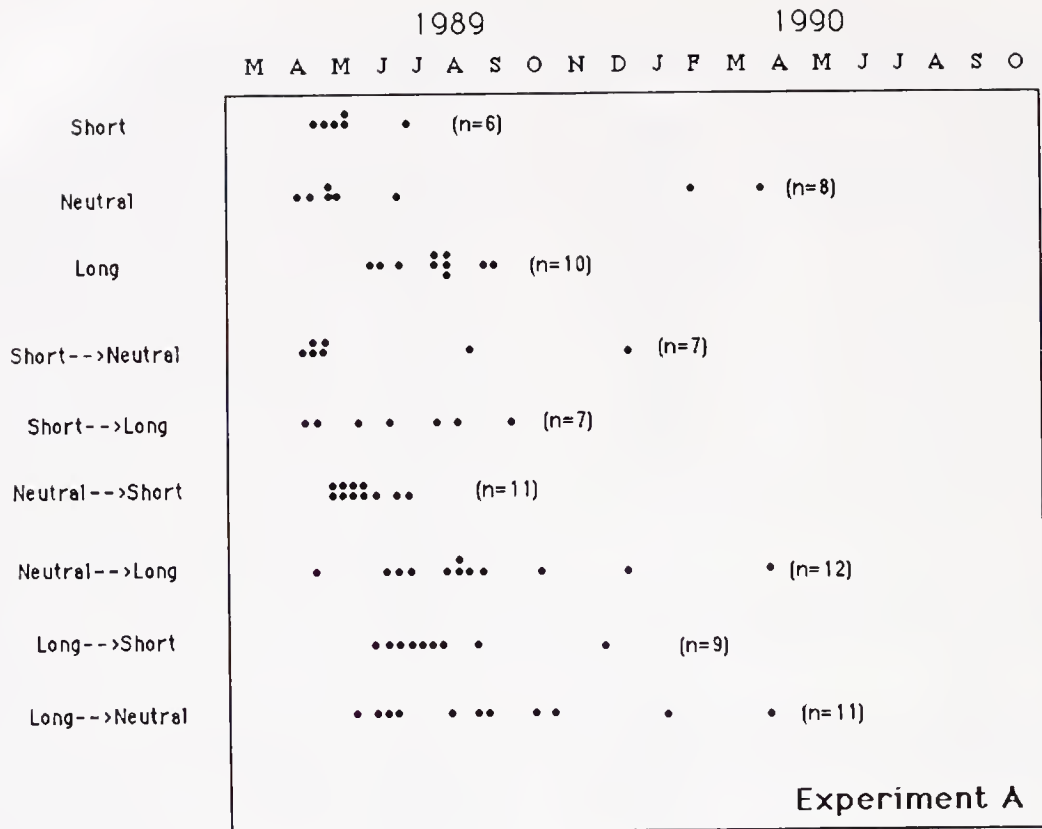 1989 1990
M A M J J A S O N D J F M A M J J A S O
Short (n=6)
Neutral (n=8)
Long (n=10)
Short-->Neutral (n=7)
Short-->Long (n=7)
Neutral-->Short (n=11)
Neutral-->Long (n=12)
Long-->Short (n=9)
Long-->Neutral (n=11)
Experiment A